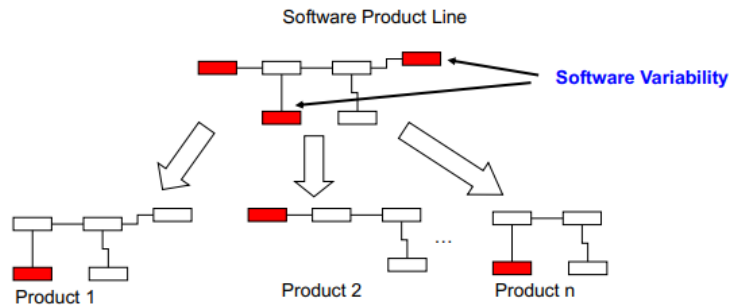 Software Product Line
Software Variability
...
Product 1
Product 2
Product n